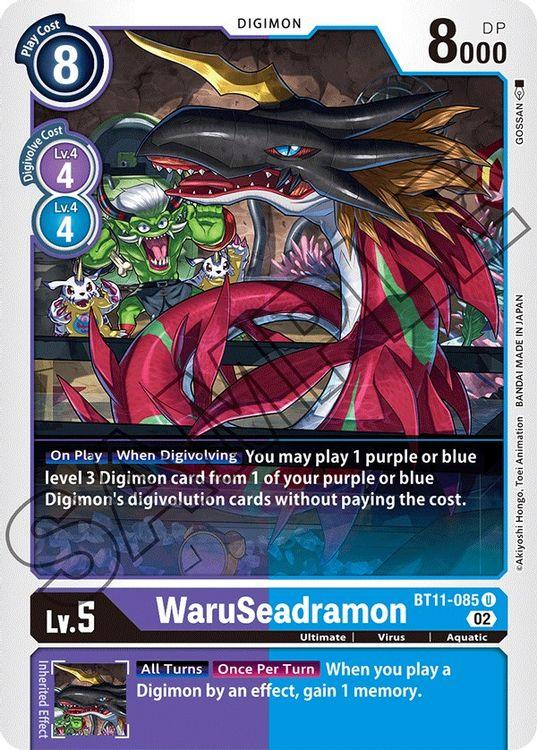 DIGIMON
Play Cost
8
DP
8000
Digivolve Cost
Lv.4
4
Lv.4
4
GOSSAN
©Akiyoshi Hongo, Toei Animation BANDAI MADE IN JAPAN
SAMPLE
On Play When Digivolving You may play 1 purple or blue
level 3 Digimon card from 1 of your purple or blue
Digimon's digivolution cards without paying the cost.
Lv.5
WaruSeadramon
BT11-085 U
02
Ultimate | Virus | Aquatic
Inherited Effect
All Turns Once Per Turn When you play a
Digimon by an effect, gain 1 memory.